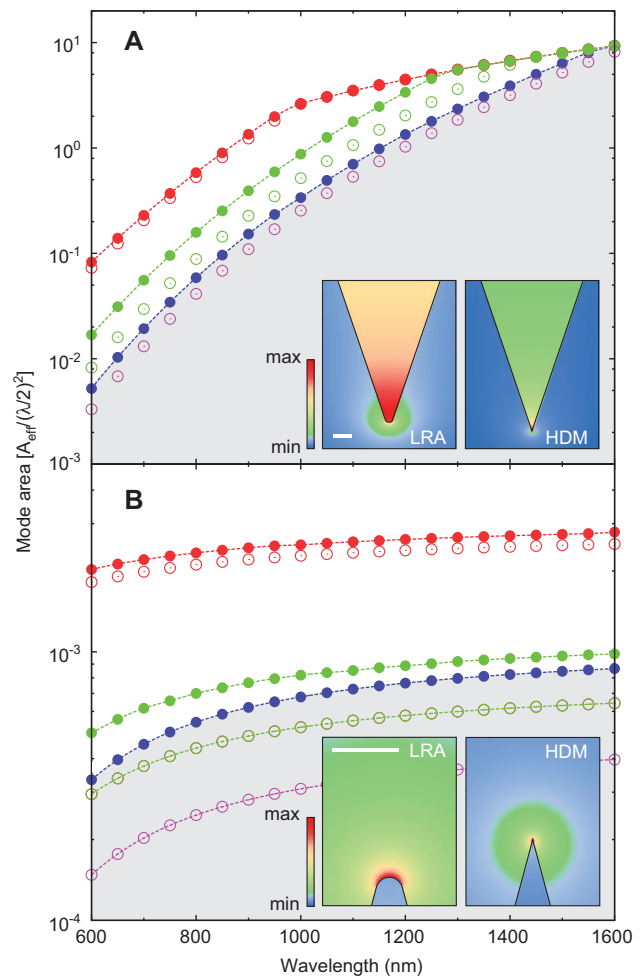 A
10¹
10⁰
10⁻¹
10⁻²
10⁻³
max
min
LRA
HDM
Mode area [A_eff/(λ/2)²]
B
10⁻³
10⁻⁴
max
min
LRA
HDM
600 800 1000 1200 1400 1600
Wavelength (nm)